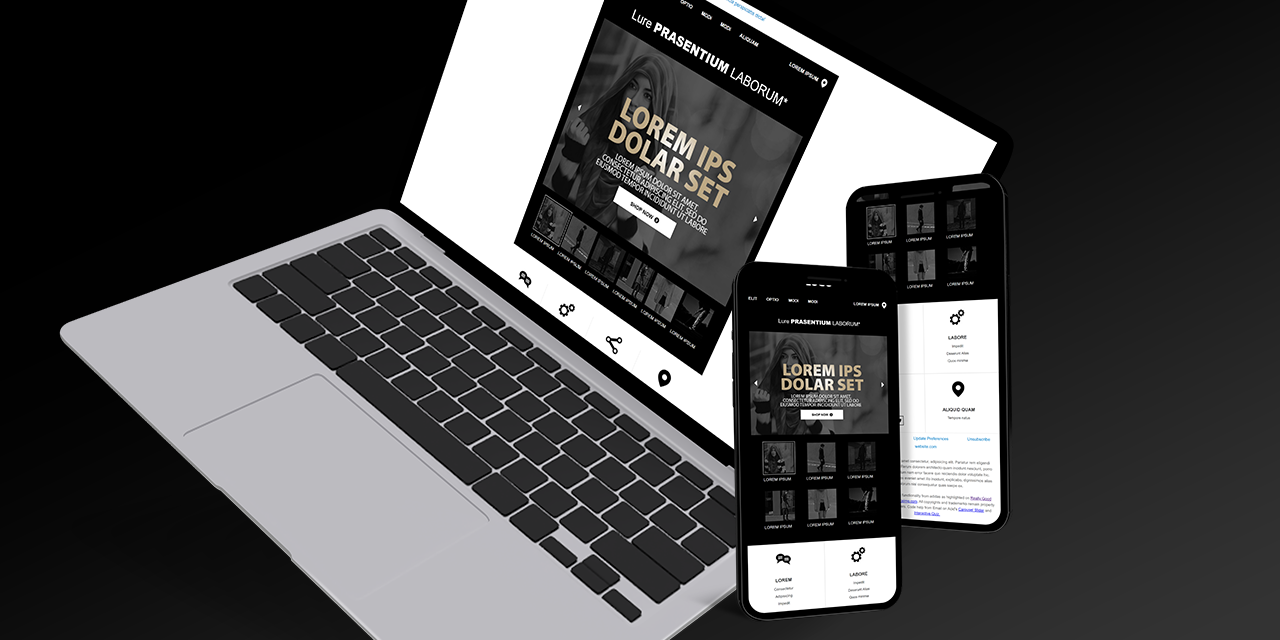 OPTIO MODI MODI ALIQUAM
LOREM IPSUM
Lure PRASENTIUM LABORUM*
LOREM IPS
DOLAR SET
LOREM IPSUM DOLOR SIT AMET,
CONSECTETUR ADIPISCING ELIT, SED DO
EIUSMOD TEMPOR INCIDIDUNT UT LABORE
SHOP NOW
LOREM IPSUM LOREM IPSUM LOREM IPSUM LOREM IPSUM LOREM IPSUM LOREM IPSUM
ELIT OPTIO MODI MODI LOREM IPSUM
Lure PRASENTIUM LABORUM*
LOREM IPS
DOLAR SET
LOREM IPSUM DOLOR SIT AMET,
CONSECTETUR ADIPISCING ELIT, SED DO
EIUSMOD TEMPOR INCIDIDUNT UT LABORE
SHOP NOW
LOREM IPSUM LOREM IPSUM LOREM IPSUM
LOREM IPSUM LOREM IPSUM LOREM IPSUM
LOREM LABORE
Consectetur Impedit
Adipiscing Deserunt Alias
Impedit Quos minima
LOREM IPSUM LOREM IPSUM LOREM IPSUM
LOREM IPSUM LOREM IPSUM LOREM IPSUM
LABORE
Impedit
Deserunt Alias
Quos minima
ALIQUID QUAM
Tempora natus
Update Preferences Unsubscribe
website.com